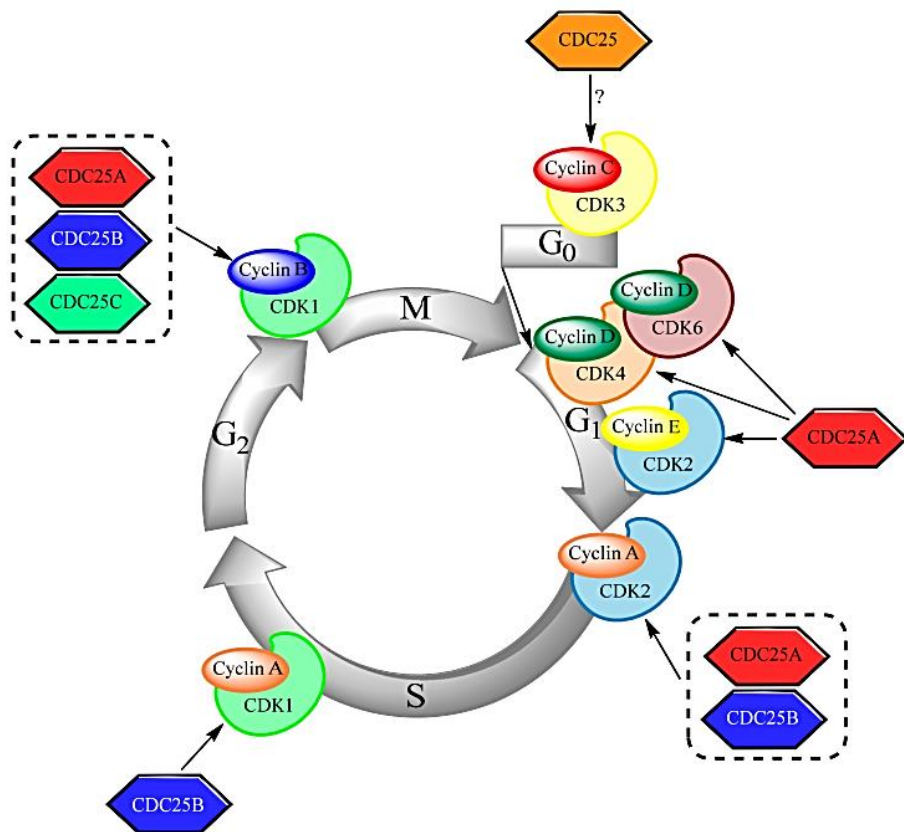 CDC25
?
Cyclin C
CDK3
G0
CDC25A
CDC25B
CDC25C
Cyclin B
CDK1
M
Cyclin D
CDK6
Cyclin D
CDK4
G1
Cyclin E
CDK2
CDC25A
G2
Cyclin A
CDK2
CDC25A
CDC25B
Cyclin A
CDK1
S
CDC25B